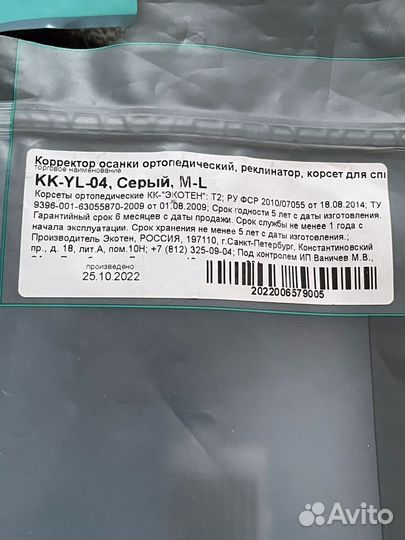 Корректор осанки ортопедический, реклинатор, корсет для спі
торговое наименование
KK-YL-04, Серый, M-L
Корсеты ортопедические КК-"ЭКОТЕН"; Т2; РУ ФСР 2010/07055 от 18.08.2014; ТУ
9396-001-63055870-2009 от 01.08.2009; Срок годности 5 лет с даты изготовления.
Гарантийный срок 6 месяцев с даты продажи. Срок службы не менее 1 года с
начала эксплуатации. Срок хранения не менее 5 лет с даты изготовления.;
Производитель Экотен, РОССИЯ, 197110, г.Санкт-Петербург, Константиновский
пр., д. 18, лит.А, пом.10Н; +7 (812) 325-09-04; Под контролем ИП Ваничев М.В.,
произведено:
25.10.2022
2022006579005
Avito